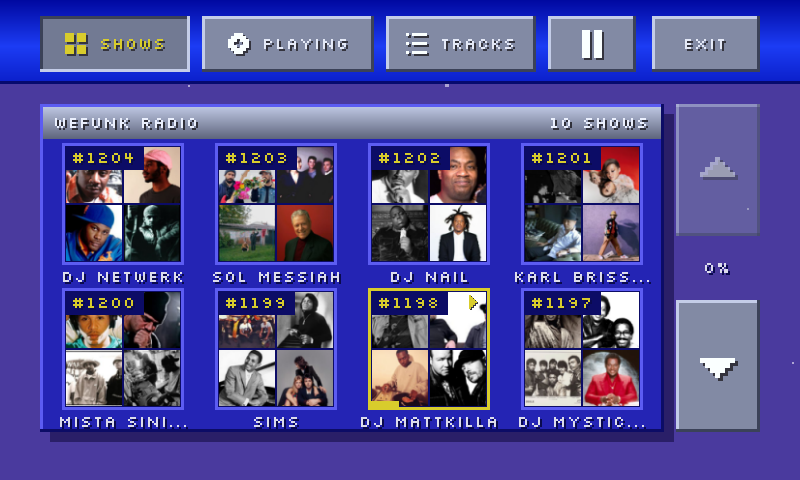 SHOWS PLAYING TRACKS EXIT
WEFUNK RADIO 10 SHOWS
#1204 #1203 #1202 #1201
DJ NETWERK SOL MESSIAH DJ NAIL KARL BRISS...
0%
#1200 #1199 #1198 #1197
MISTA SINI... SIMS DJ MATTKILLA DJ MYSTIC...